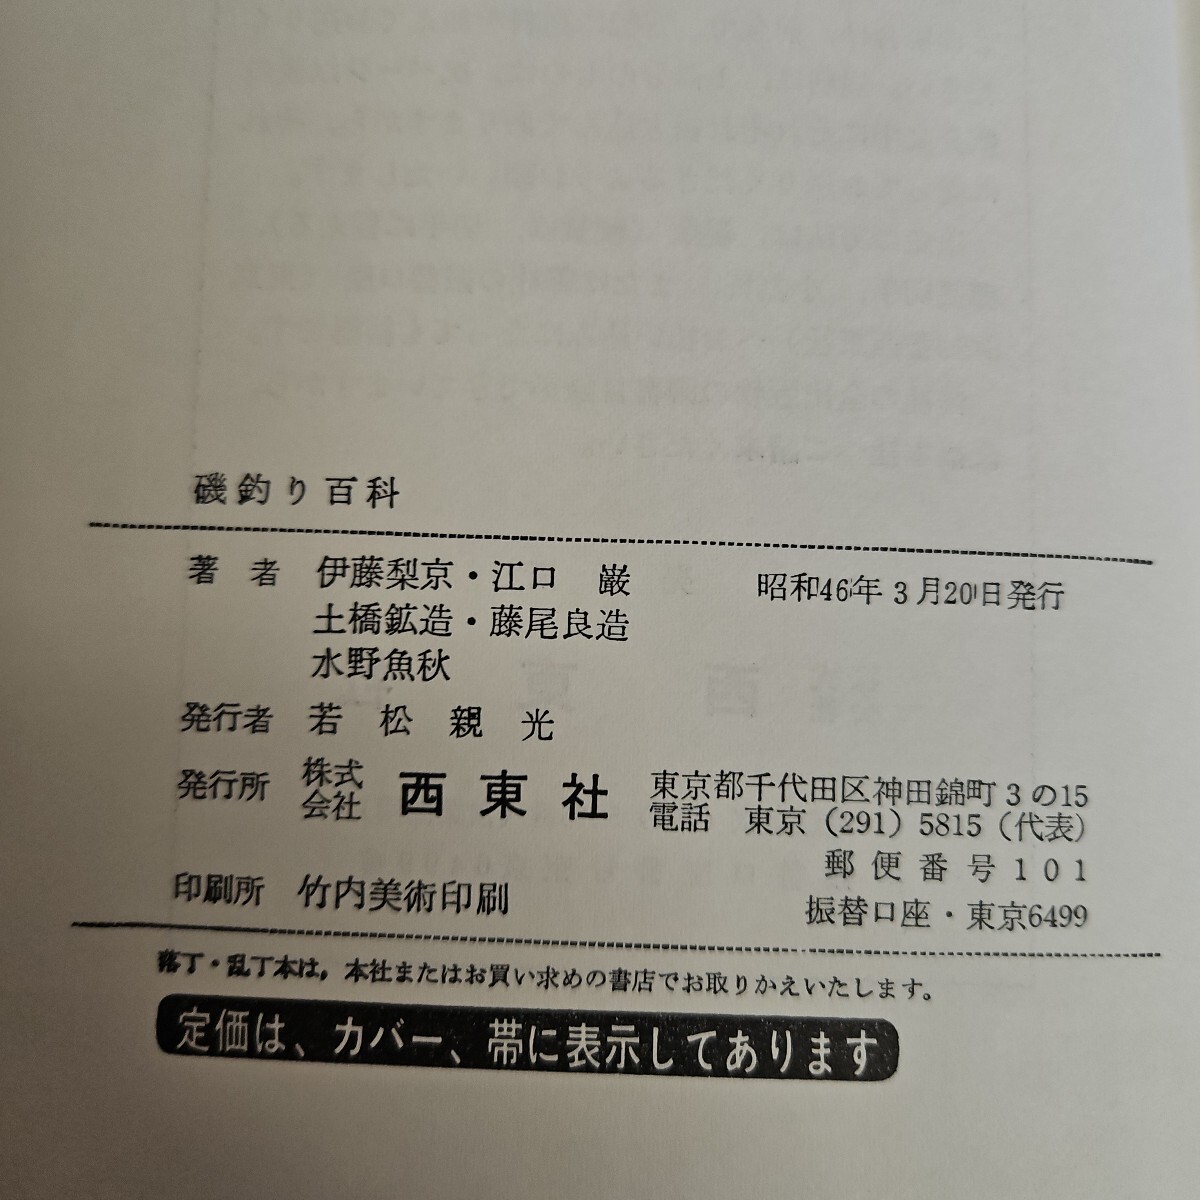 磯釣り百科
著者 伊藤梨京・江口 巌 昭和46年3月20日発行
土橋鉱造・藤尾良造
水野魚秋
発行者 若松親光
発行所 株式会社 西東社 東京都千代田区神田錦町3の15
電話 東京(291)5815(代表)
郵便番号101
印刷所 竹内美術印刷 振替口座・東京6499
落丁・乱丁本は，本社またはお買い求めの書店でお取りかえいたします。
定価は、カバー、帯に表示してあります